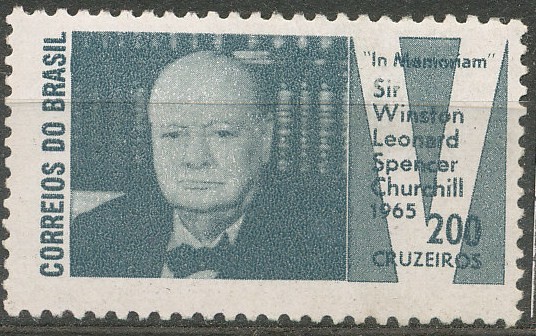 CORREIOS DO BRASIL
"In Memoriam"
Sir
Winston
Leonard
Spencer
Churchill
1965
200
CRUZEIROS